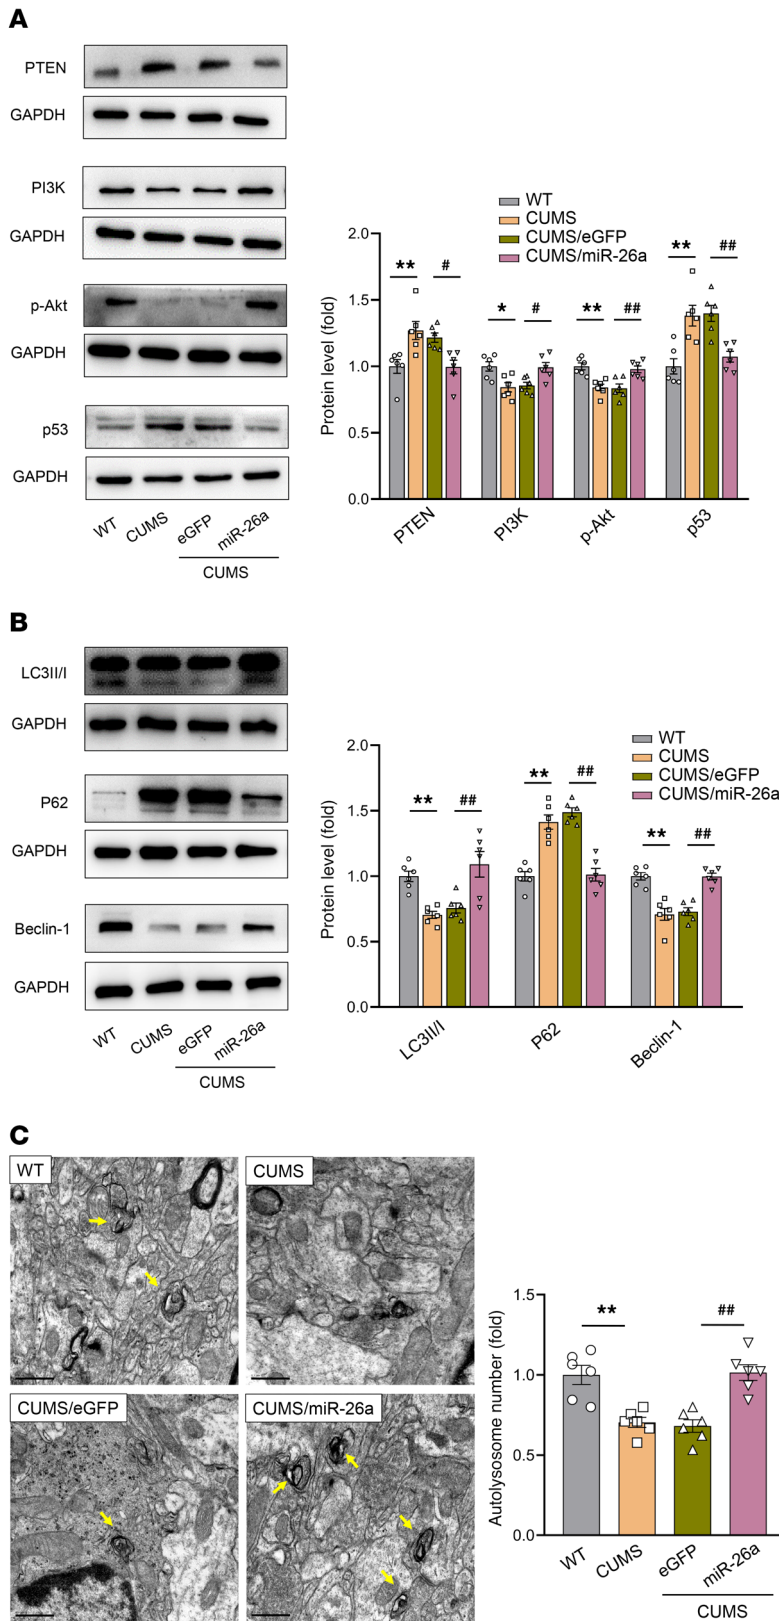 A
PTEN
GAPDH
PI3K
GAPDH
p-Akt
GAPDH
p53
GAPDH
WT CUMS eGFP miR-26a
CUMS
WT
CUMS
CUMS/eGFP
CUMS/miR-26a
Protein level (fold)
2.0
1.5
1.0
0.5
0.0
** # * # ** ## ** ##
PTEN PI3K p-Akt p53
B
LC3II/I
GAPDH
P62
GAPDH
Beclin-1
GAPDH
WT CUMS eGFP miR-26a
CUMS
WT
CUMS
CUMS/eGFP
CUMS/miR-26a
Protein level (fold)
2.0
1.5
1.0
0.5
0.0
** ## ** ## ** ##
LC3II/I P62 Beclin-1
C
WT
CUMS
CUMS/eGFP
CUMS/miR-26a
Autolysosome number (fold)
1.5
1.0
0.5
0.0
** ##
WT CUMS eGFP miR-26a
CUMS